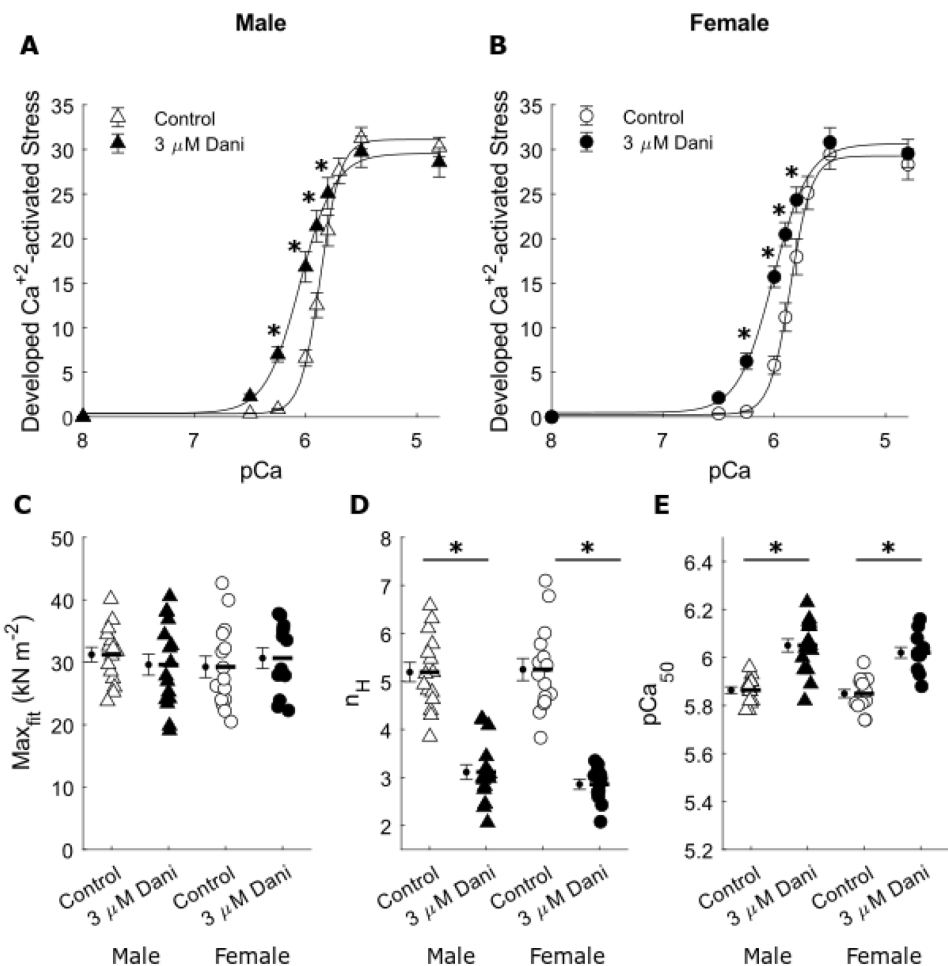 Male
Female
A
B
Control
3 μM Dani
Control
3 μM Dani
Developed Ca+2-activated Stress
35
30
25
20
15
10
5
0
* * * *
8 7 6 5
pCa
Developed Ca+2-activated Stress
35
30
25
20
15
10
5
0
* * * *
8 7 6 5
pCa
C
D
E
Maxfit (kN m-2)
50
40
30
20
10
0
Control 3 μM Dani Control 3 μM Dani
Male Female
nH
8
7
6
5
4
3
2
* *
Control 3 μM Dani Control 3 μM Dani
Male Female
pCa50
6.4
6.2
6
5.8
5.6
5.4
5.2
* *
Control 3 μM Dani Control 3 μM Dani
Male Female